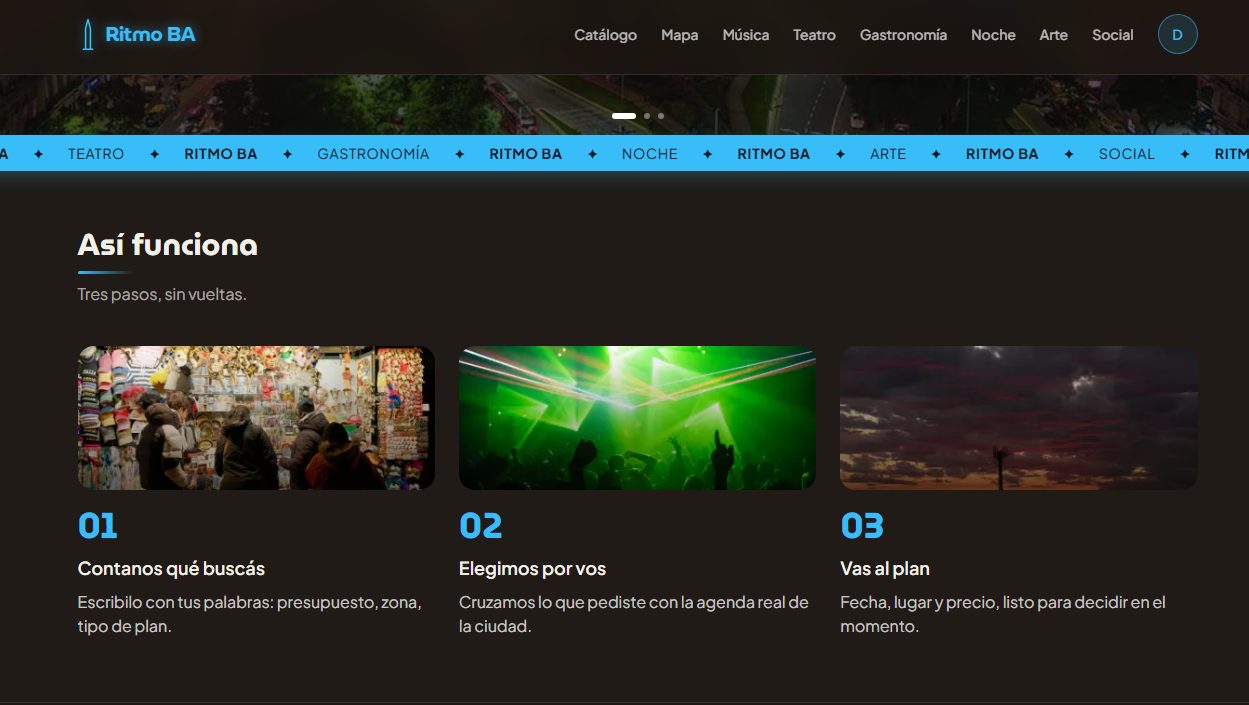 Ritmo BA
Catálogo Mapa Música Teatro Gastronomía Noche Arte Social D
A ✦ TEATRO ✦ RITMO BA ✦ GASTRONOMÍA ✦ RITMO BA ✦ NOCHE ✦ RITMO BA ✦ ARTE ✦ RITMO BA ✦ SOCIAL ✦ RITM
Así funciona
Tres pasos, sin vueltas.
01
Contanos qué buscás
Escribilo con tus palabras: presupuesto, zona,
tipo de plan.
02
Elegimos por vos
Cruzamos lo que pediste con la agenda real de
la ciudad.
03
Vas al plan
Fecha, lugar y precio, listo para decidir en el
momento.